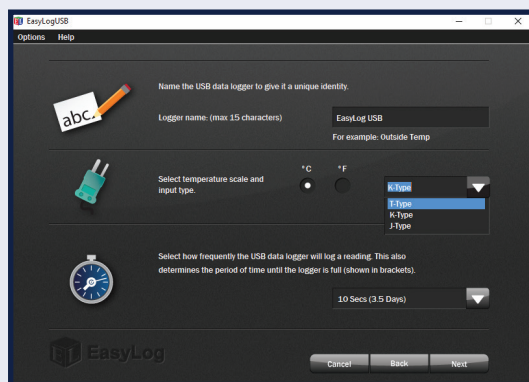 EasyLogUSB
Options Help
Name the USB data logger to give it a unique identity.
abc
Logger name: (max 15 characters)
EasyLog USB
For example: Outside Temp
°C °F
Select temperature scale and
input type.
K-Type
T-Type
K-Type
J-Type
Select how frequently the USB data logger will log a reading. This also
determines the period of time until the logger is full (shown in brackets).
10 Secs (3.5 Days)
EasyLog
Cancel Back Next